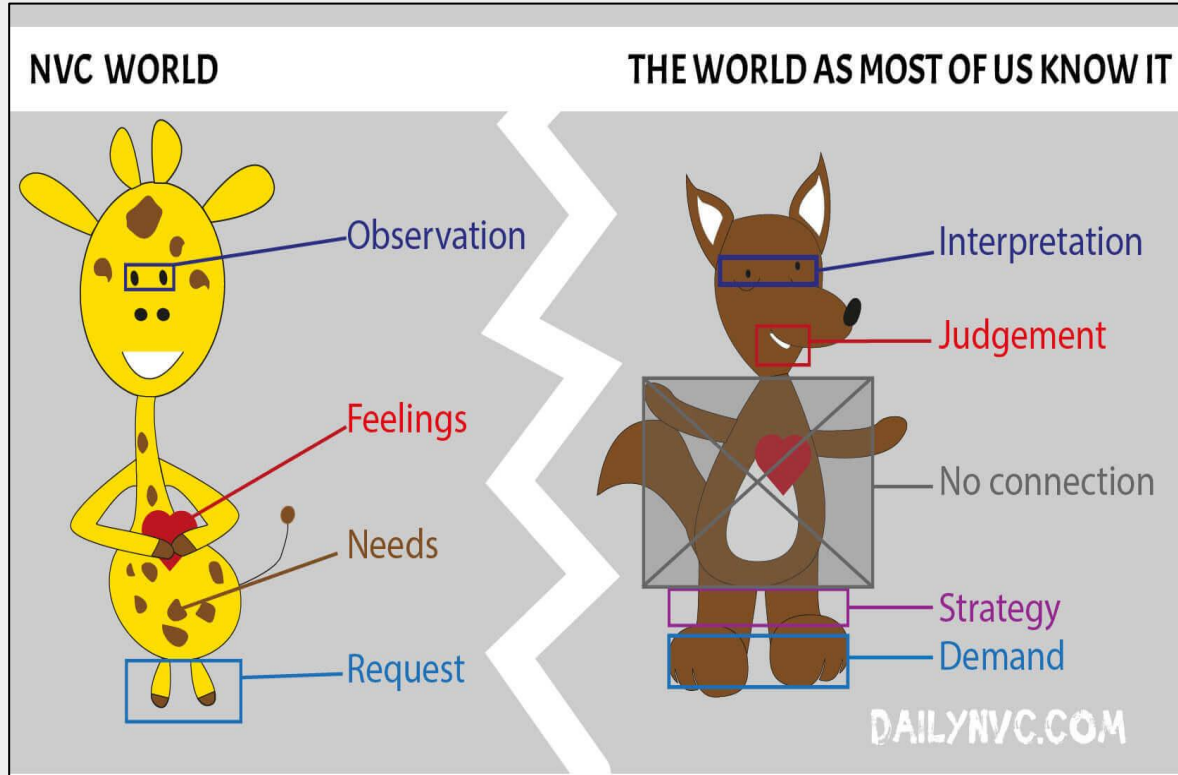 NVC WORLD
Observation
Feelings
Needs
Request
THE WORLD AS MOST OF US KNOW IT
Interpretation
Judgement
No connection
Strategy
Demand
DAILYNVC.COM